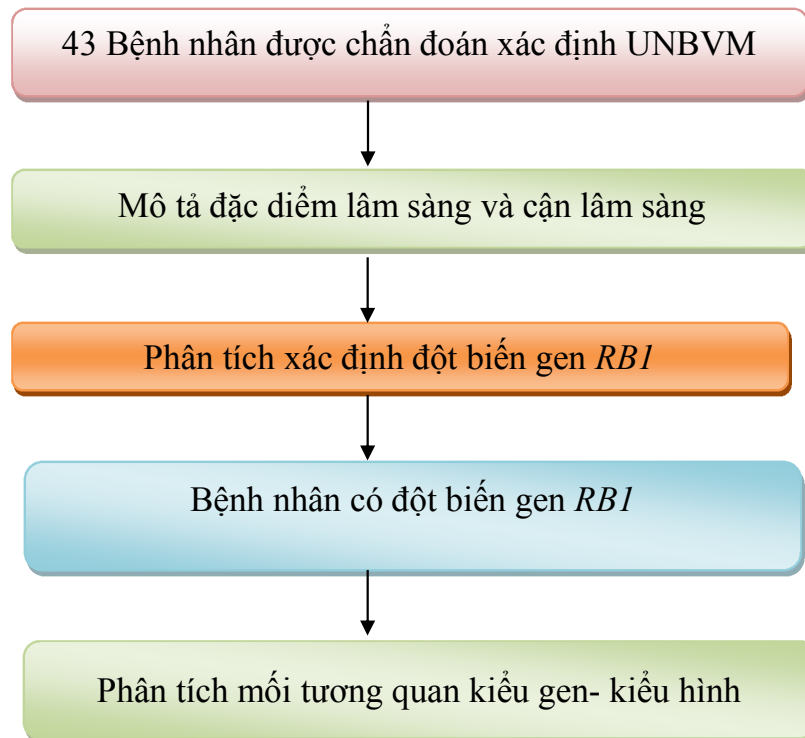 43 Bệnh nhân được chẩn đoán xác định UNBVM
Mô tả đặc diểm lâm sàng và cận lâm sàng
Phân tích xác định đột biến gen RB1
Bệnh nhân có đột biến gen RB1
Phân tích mối tương quan kiểu gen- kiểu hình